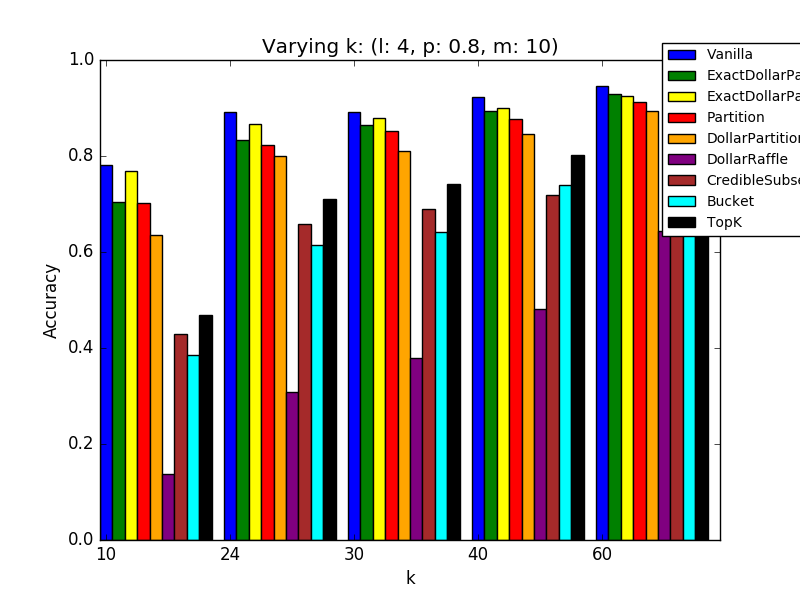 Varying k: (l: 4, p: 0.8, m: 10)
Vanilla
ExactDollarPa
ExactDollarPa
Partition
DollarPartition
DollarRaffle
CredibleSubse
Bucket
TopK
1.0
0.8
0.6
0.4
0.2
0.0
Accuracy
10 24 30 40 60
k